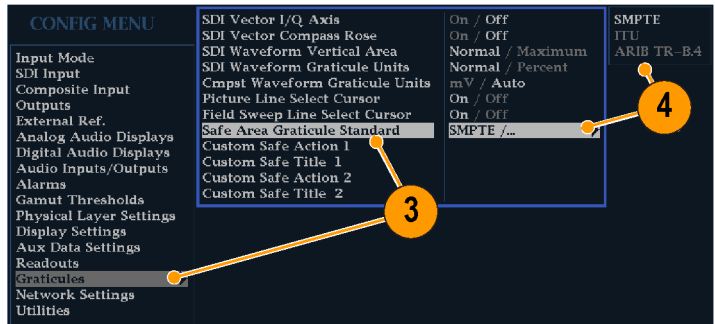 CONFIG MENU
Input Mode
SDI Input
Composite Input
Outputs
External Ref.
Analog Audio Displays
Digital Audio Displays
Audio Inputs/Outputs
Alarms
Gamut Thresholds
Physical Layer Settings
Display Settings
Aux Data Settings
Readouts
Graticules
Network Settings
Utilities
SDI Vector I/Q Axis On / Off
SDI Vector Compass Rose On / Off
SDI Waveform Vertical Area Normal / Maximum
SDI Waveform Graticule Units Normal / Percent
Cmpst Waveform Graticule Units mV / Auto
Picture Line Select Cursor On / Off
Field Sweep Line Select Cursor On / Off
Safe Area Graticule Standard SMPTE /...
Custom Safe Action 1
Custom Safe Title 1
Custom Safe Action 2
Custom Safe Title 2
SMPTE
ITU
ARIB TR-B.4
3
4